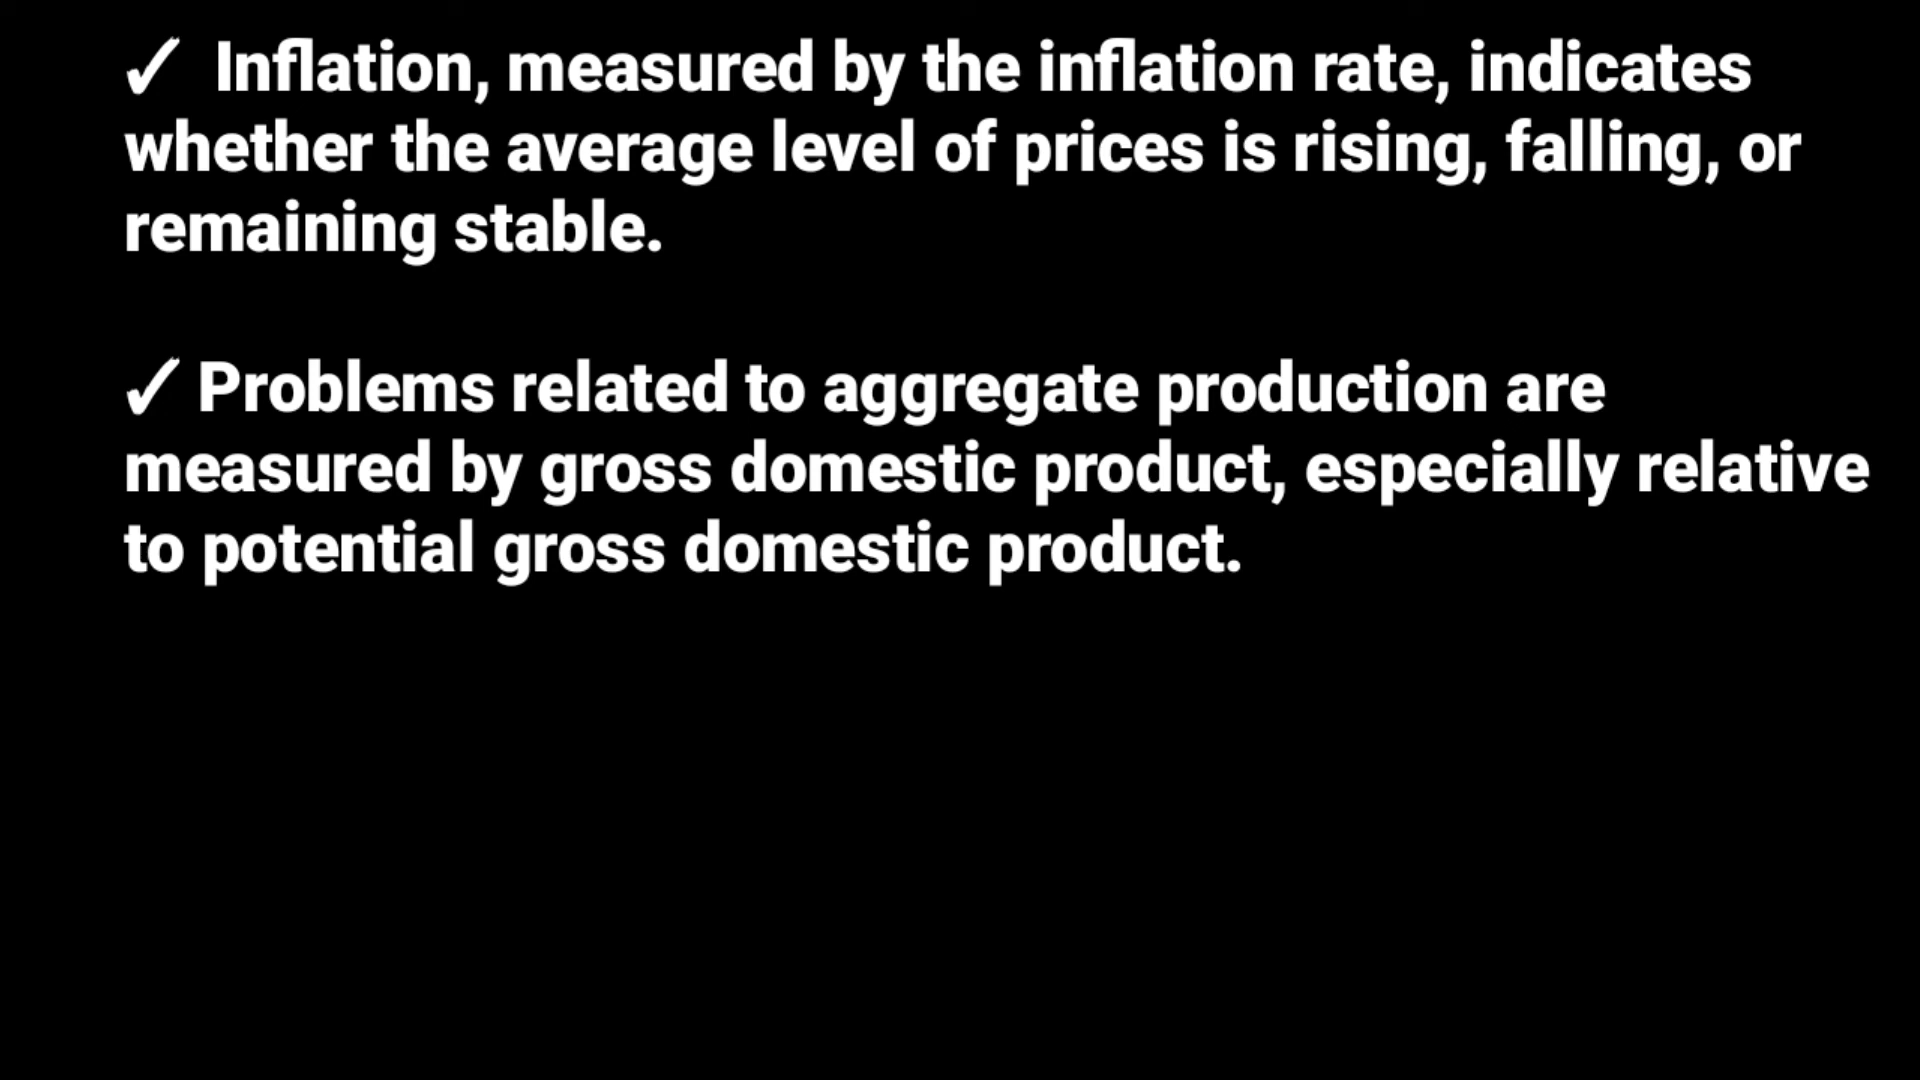 ✓ Inflation, measured by the inflation rate, indicates
whether the average level of prices is rising, falling, or
remaining stable.
✓ Problems related to aggregate production are
measured by gross domestic product, especially relative
to potential gross domestic product.